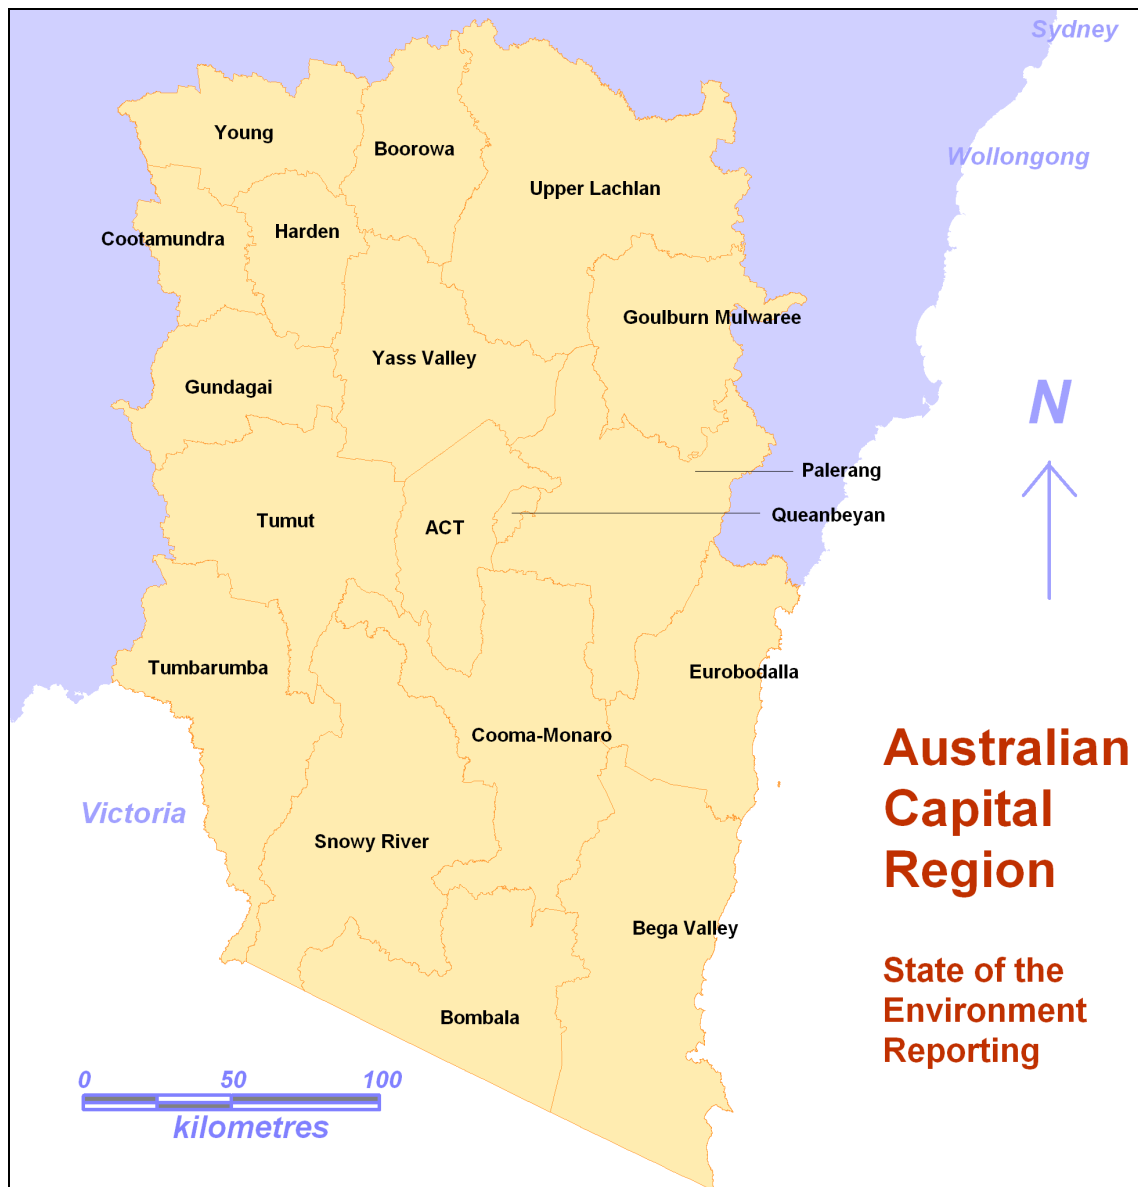 Sydney
Young
Boorowa
Wollongong
Upper Lachlan
Harden
Cootamundra
Goulburn Mulwaree
Yass Valley
Gundagai
N
Palerang
Queanbeyan
Tumut
ACT
Tumbarumba
Eurobodalla
Cooma-Monaro
Australian
Capital
Region
Victoria
Snowy River
Bega Valley
State of the
Environment
Reporting
Bombala
0 50 100
kilometres